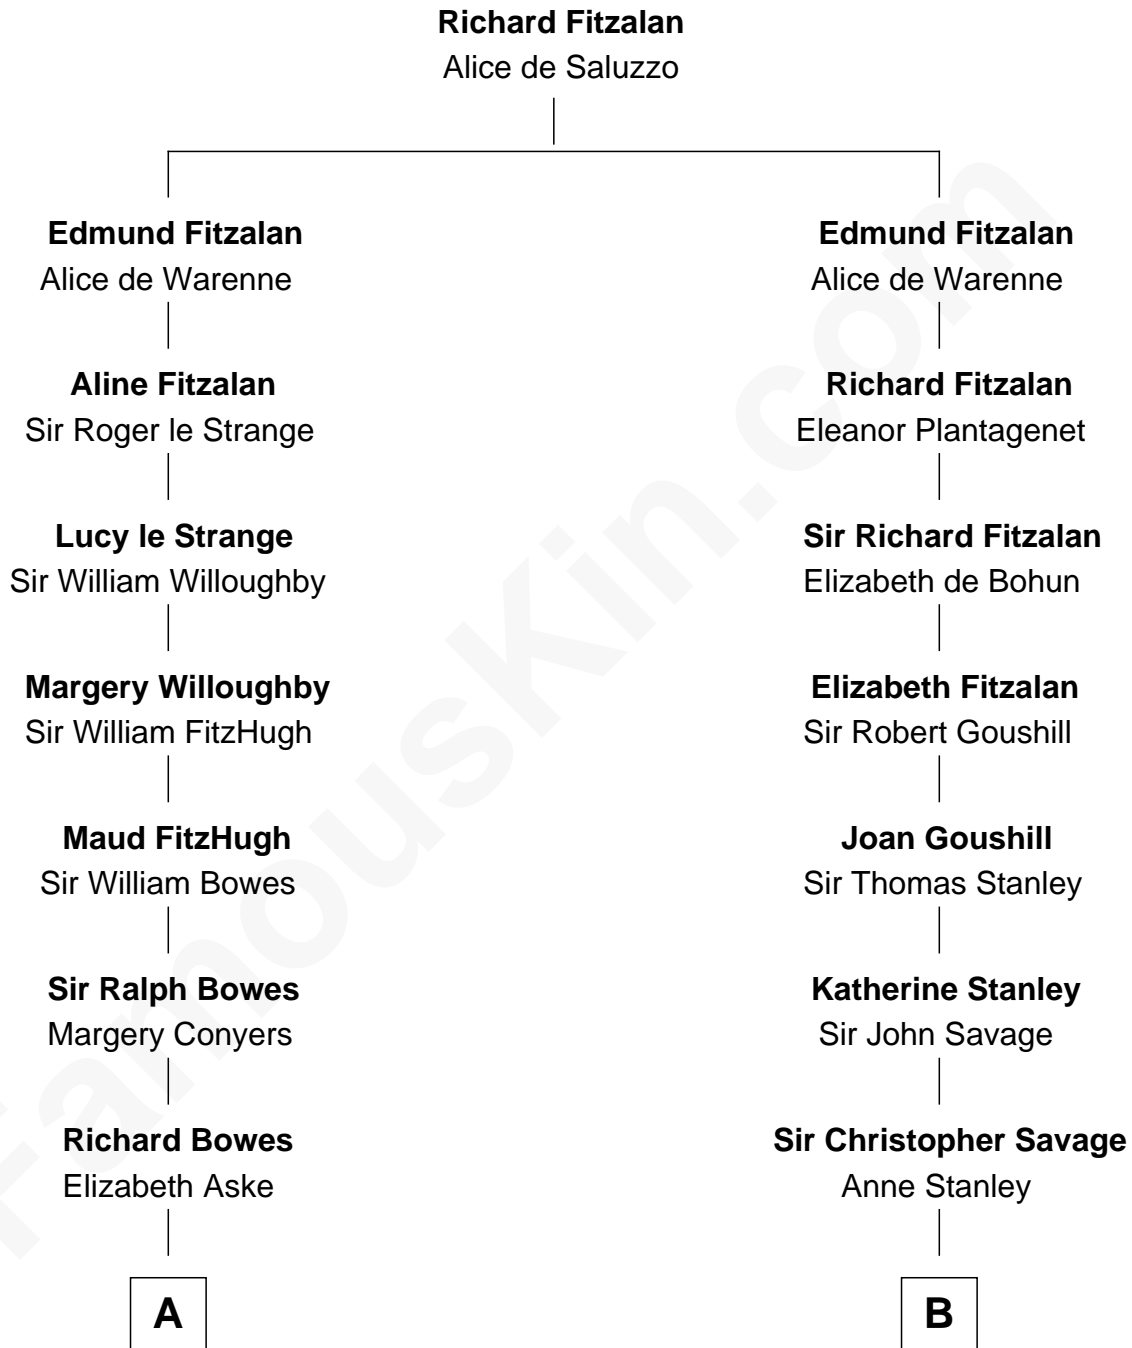 Richard Fitzalan
Alice de Saluzzo
Edmund Fitzalan
Alice de Warenne
Aline Fitzalan
Sir Roger le Strange
Lucy le Strange
Sir William Willoughby
Margery Willoughby
Sir William FitzHugh
Maud FitzHugh
Sir William Bowes
Sir Ralph Bowes
Margery Conyers
Richard Bowes
Elizabeth Aske
A
Edmund Fitzalan
Alice de Warenne
Richard Fitzalan
Eleanor Plantagenet
Sir Richard Fitzalan
Elizabeth de Bohun
Elizabeth Fitzalan
Sir Robert Goushill
Joan Goushill
Sir Thomas Stanley
Katherine Stanley
Sir John Savage
Sir Christopher Savage
Anne Stanley
B
FamousKin.com